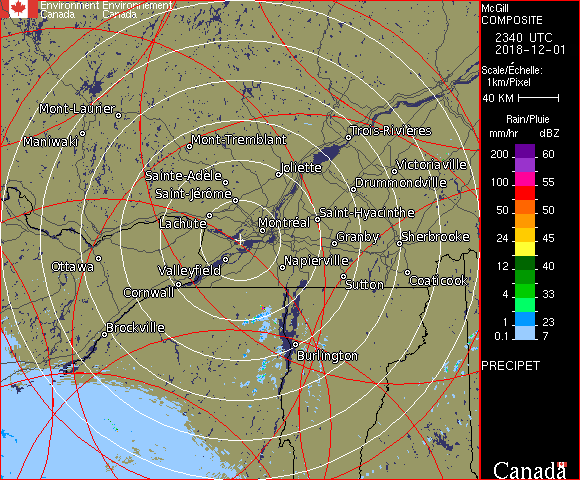 Environment Environnement
Canada Canada
McGill
COMPOSITE
2340 UTC
2018-12-01
Scale/Échelle:
1km/Pixel
40 KM
Rain/Pluie
mm/hr dBZ
200 60
150 57
100 55
50 50
24 45
12 40
4 33
1 23
0.1 7
PRECIPET
Canada
Mont-Laurier
Maniwaki
Mont-Tremblant
Trois-Rivières
Sainte-Adèle
Joliette
Victoriaville
Saint-Jérôme
Drummondville
Lachute
Montréal
Saint-Hyacinthe
Granby
Sherbrooke
Ottawa
Valleyfield
Napierville
Cornwall
Sutton
Coaticook
Brockville
Burlington